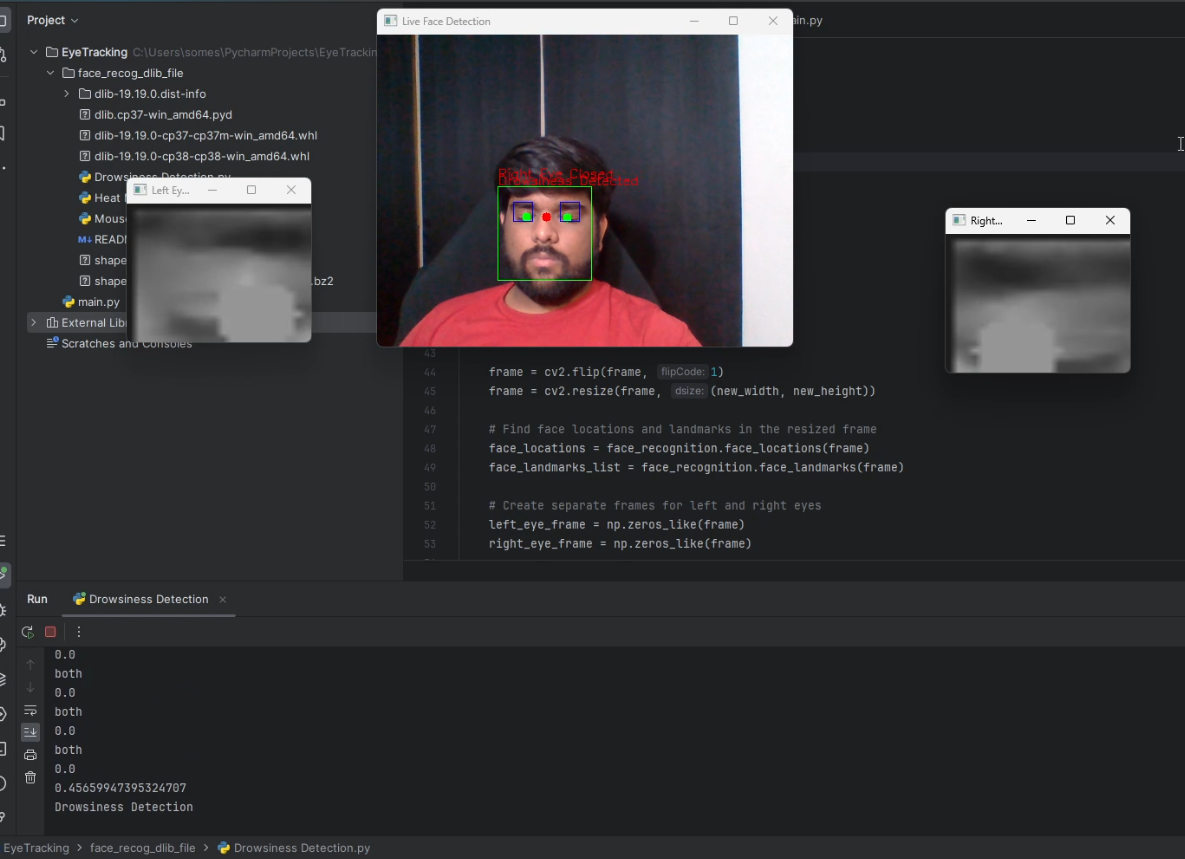 Project
EyeTracking C:\Users\somes\PycharmProjects\EyeTrackin
face_recog_dlib_file
dlib-19.19.0.dist-info
dlib.cp37-win_amd64.pyd
dlib-19.19.0-cp37-cp37m-win_amd64.whl
dlib-19.19.0-cp38-cp38-win_amd64.whl
Drowsiness Detection.py
Heat
Mous
READ
shape
shape .bz2
main.py
External Lib
Scratches and Consoles
Left Ey...
Live Face Detection
Right Eye Closed
Drowsiness Detected
ain.py
Right...
43
44 frame = cv2.flip(frame, flipCode: 1)
45 frame = cv2.resize(frame, dsize: (new_width, new_height))
46
47 # Find face locations and landmarks in the resized frame
48 face_locations = face_recognition.face_locations(frame)
49 face_landmarks_list = face_recognition.face_landmarks(frame)
50
51 # Create separate frames for left and right eyes
52 left_eye_frame = np.zeros_like(frame)
53 right_eye_frame = np.zeros_like(frame)
Run Drowsiness Detection
0.0
both
0.0
both
0.0
both
0.0
0.45659947395324707
Drowsiness Detection
EyeTracking > face_recog_dlib_file > Drowsiness Detection.py